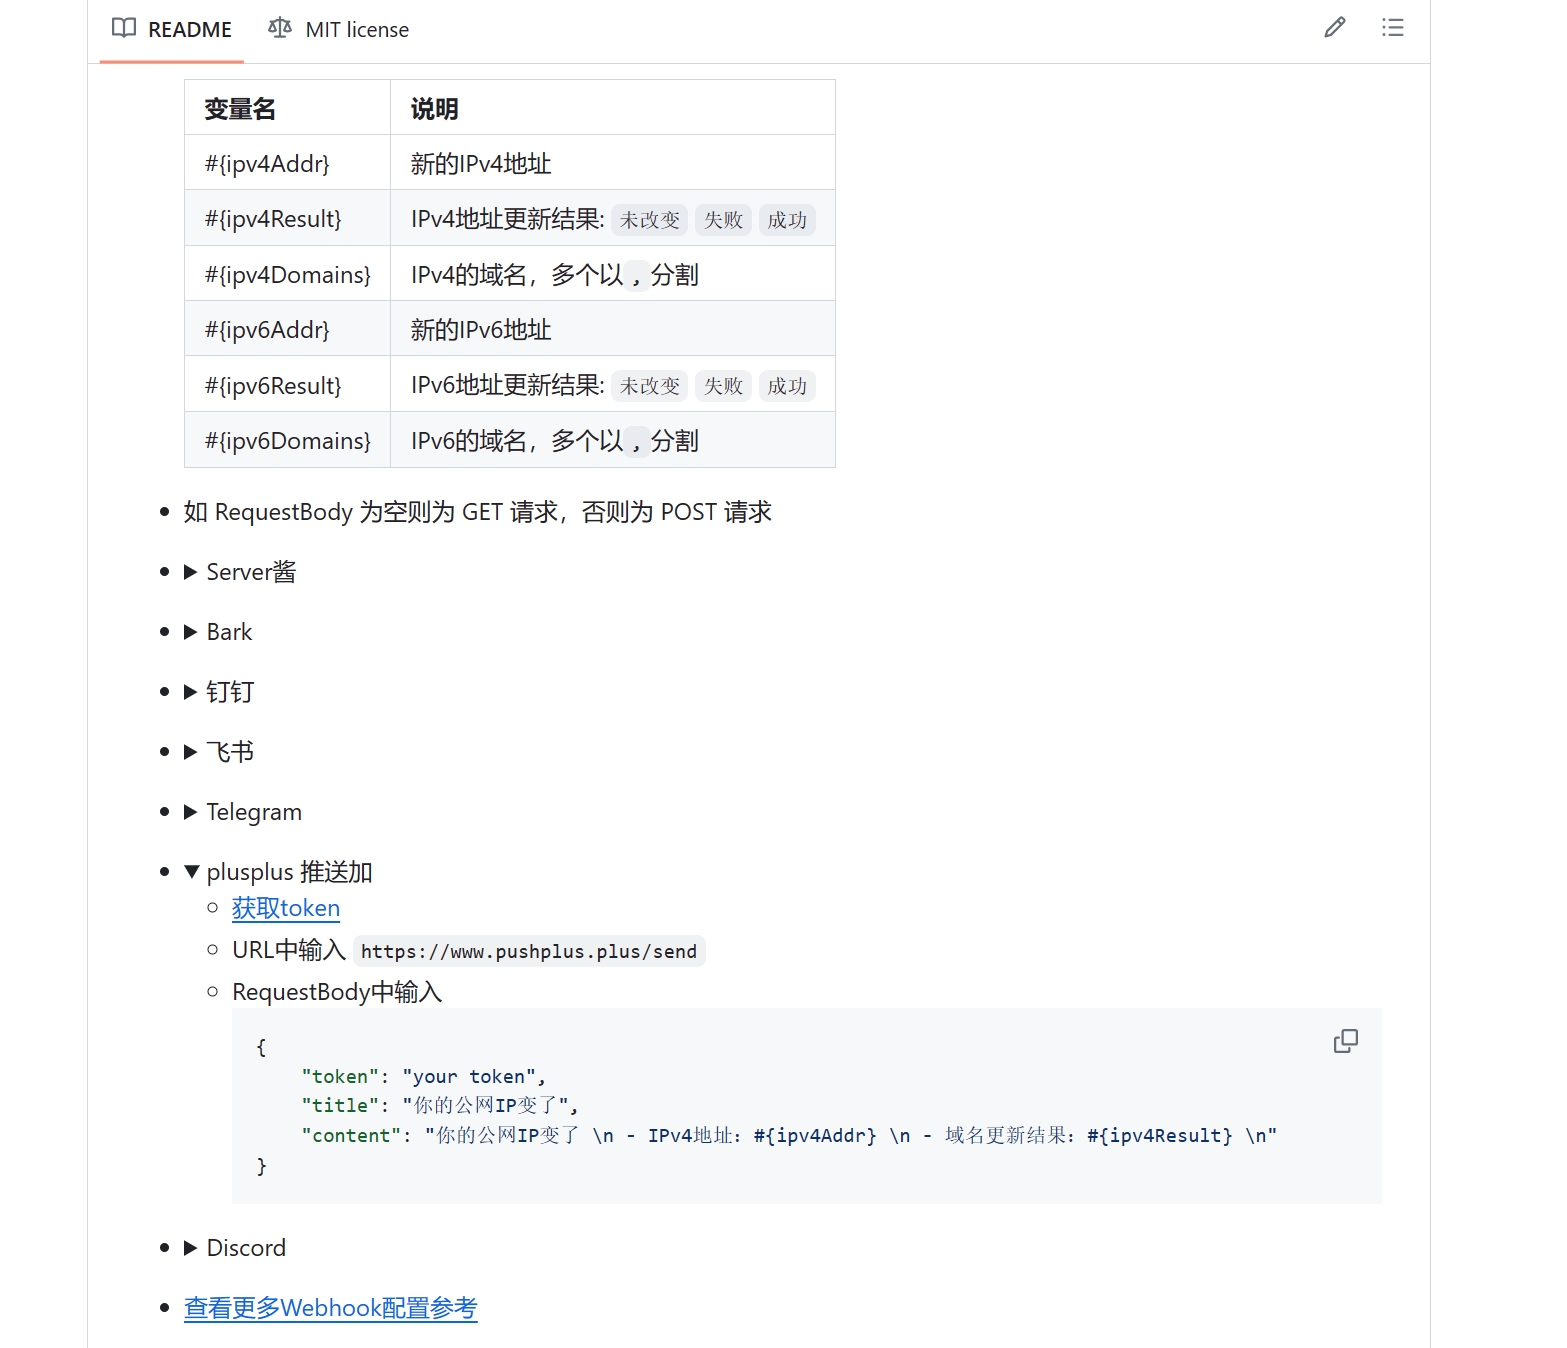 README MIT license
变量名 说明
#{ipv4Addr} 新的IPv4地址
#{ipv4Result} IPv4地址更新结果: 未改变 失败 成功
#{ipv4Domains} IPv4的域名，多个以 , 分割
#{ipv6Addr} 新的IPv6地址
#{ipv6Result} IPv6地址更新结果: 未改变 失败 成功
#{ipv6Domains} IPv6的域名，多个以 , 分割
如 RequestBody 为空则为 GET 请求，否则为 POST 请求
Server酱
Bark
钉钉
飞书
Telegram
plusplus 推送加
获取token
URL中输入 https://www.pushplus.plus/send
RequestBody中输入
{
"token": "your token",
"title": "你的公网IP变了",
"content": "你的公网IP变了 \n - IPv4地址：#{ipv4Addr} \n - 域名更新结果：#{ipv4Result} \n"
}
Discord
查看更多Webhook配置参考